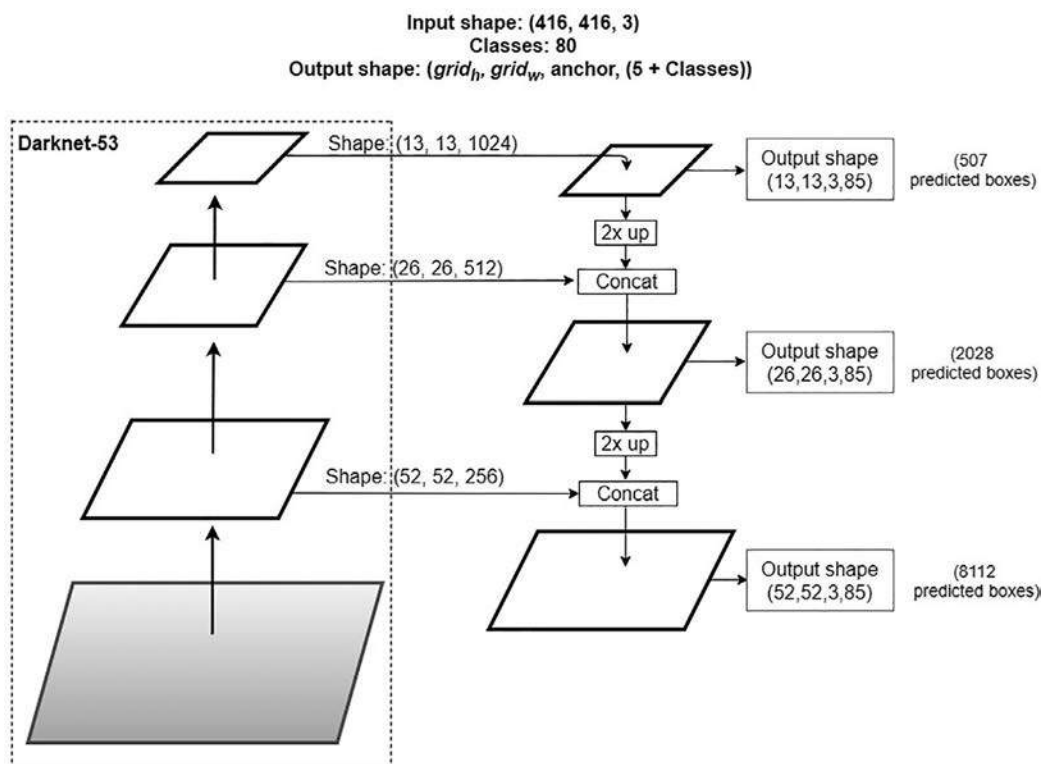 Input shape: (416, 416, 3)
Classes: 80
Output shape: (grid_h, grid_w, anchor, (5 + Classes))
Darknet-53
Shape: (13, 13, 1024)
Output shape
(13,13,3,85)
(507
predicted boxes)
2x up
Shape: (26, 26, 512)
Concat
Output shape
(26,26,3,85)
(2028
predicted boxes)
2x up
Shape: (52, 52, 256)
Concat
Output shape
(52,52,3,85)
(8112
predicted boxes)